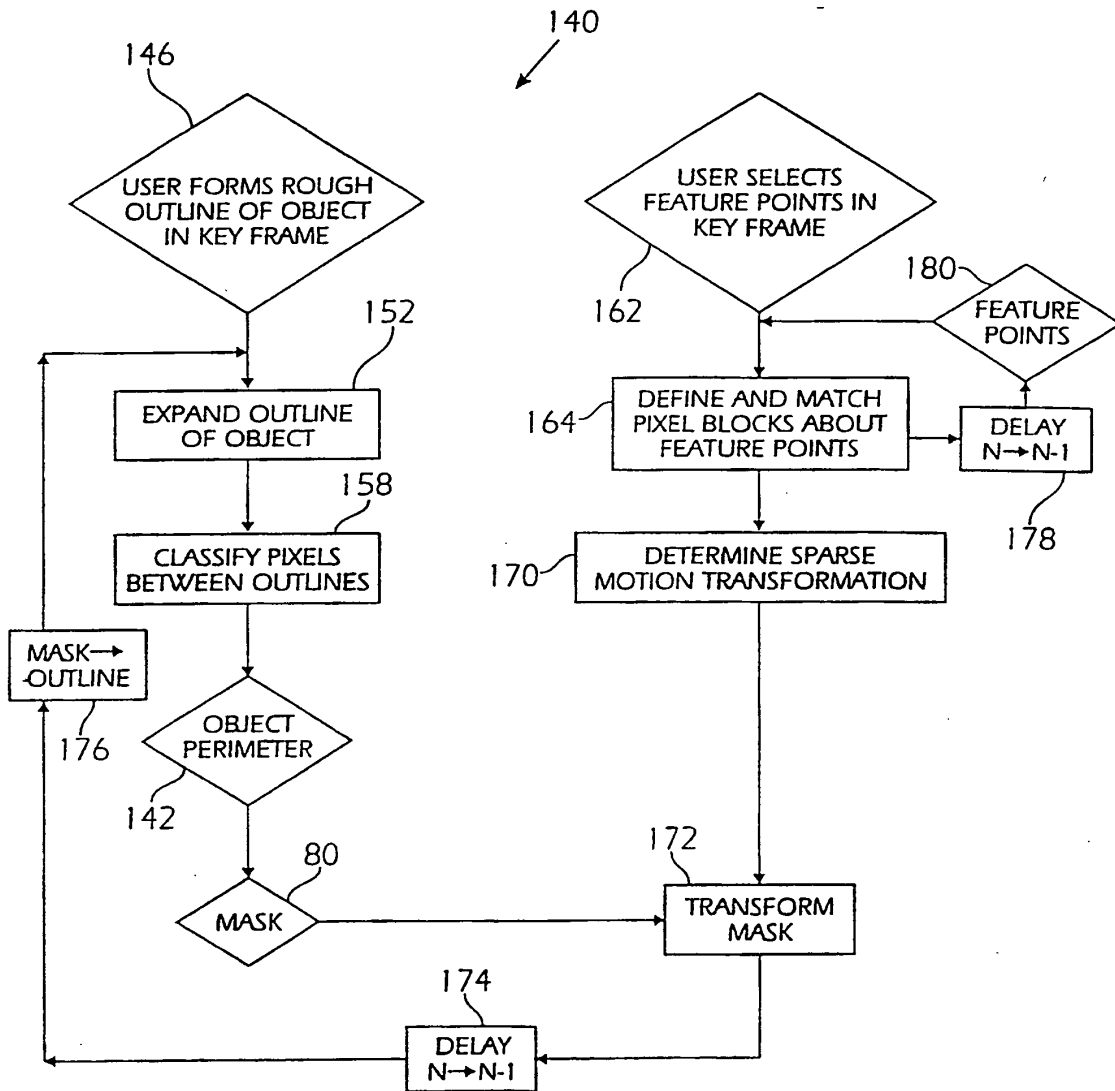 140
146
USER FORMS ROUGH
OUTLINE OF OBJECT
IN KEY FRAME
USER SELECTS
FEATURE POINTS IN
KEY FRAME
162
180
FEATURE
POINTS
152
EXPAND OUTLINE
OF OBJECT
164
DEFINE AND MATCH
PIXEL BLOCKS ABOUT
FEATURE POINTS
DELAY
N→N-1
178
158
CLASSIFY PIXELS
BETWEEN OUTLINES
170
DETERMINE SPARSE
MOTION TRANSFORMATION
MASK→
OUTLINE
176
OBJECT
PERIMETER
142
80
MASK
172
TRANSFORM
MASK
174
DELAY
N→N-1